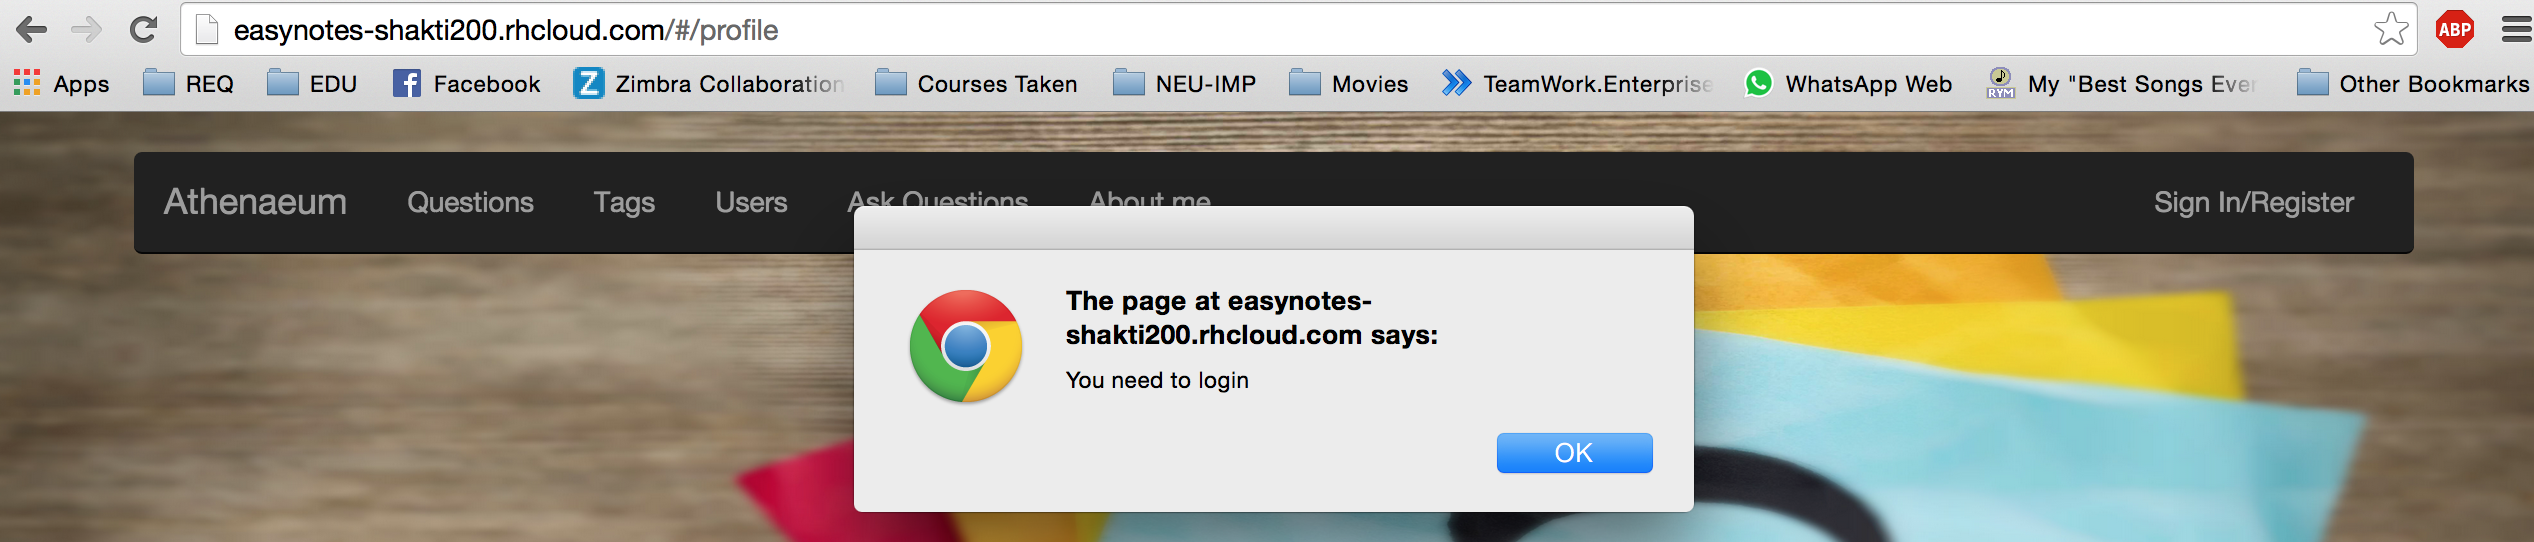 easynotes-shakti200.rhcloud.com/#/profile
ABP
Apps REQ EDU Facebook Zimbra Collaboration Courses Taken NEU-IMP Movies TeamWork.Enterprise WhatsApp Web RYM My "Best Songs Ever Other Bookmarks
Athenaeum Questions Tags Users Ask Questions About me Sign In/Register
The page at easynotes-
shakti200.rhcloud.com says:
You need to login
OK